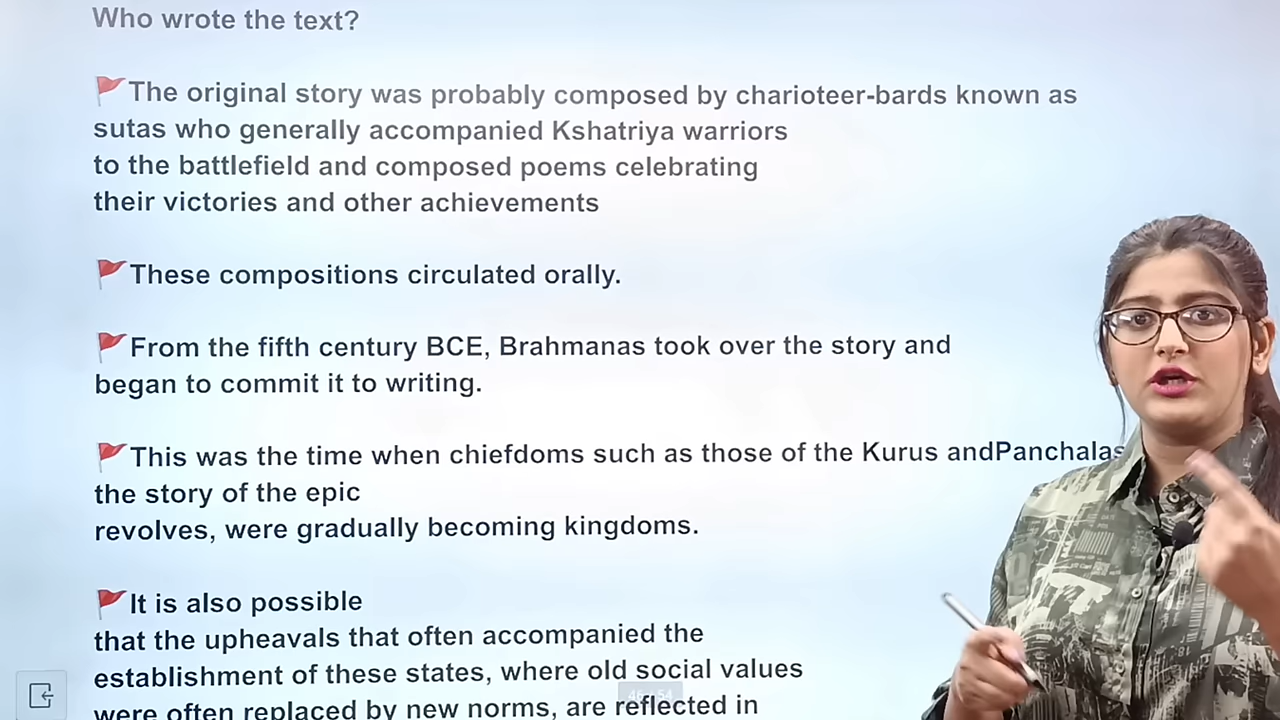 Who wrote the text?
🚩The original story was probably composed by charioteer-bards known as
sutas who generally accompanied Kshatriya warriors
to the battlefield and composed poems celebrating
their victories and other achievements
🚩These compositions circulated orally.
🚩From the fifth century BCE, Brahmanas took over the story and
began to commit it to writing.
🚩This was the time when chiefdoms such as those of the Kurus andPanchalas
the story of the epic
revolves, were gradually becoming kingdoms.
🚩It is also possible
that the upheavals that often accompanied the
establishment of these states, where old social values
were often replaced by new norms, are reflected in